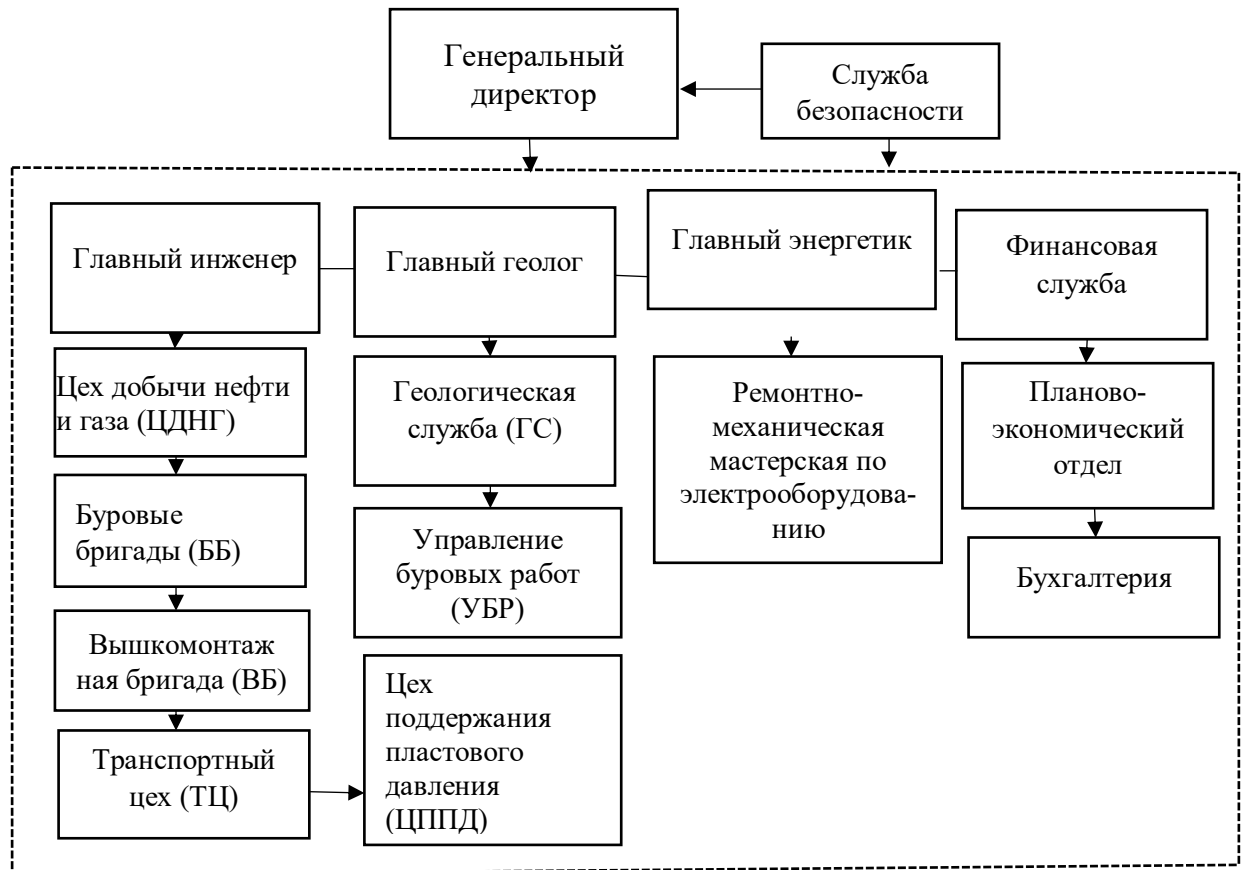 Генеральный
директор
Служба
безопасности
Главный инженер
Главный геолог
Главный энергетик
Финансовая
служба
Цех добычи нефти
и газа (ЦДНГ)
Геологическая
служба (ГС)
Ремонтно-
механическая
мастерская по
электрооборудова-
нию
Планово-
экономический
отдел
Буровые
бригады (ББ)
Управление
буровых работ
(УБР)
Бухгалтерия
Вышкомонтаж
ная бригада (ВБ)
Транспортный
цех (ТЦ)
Цех
поддержания
пластового
давления
(ЦППД)